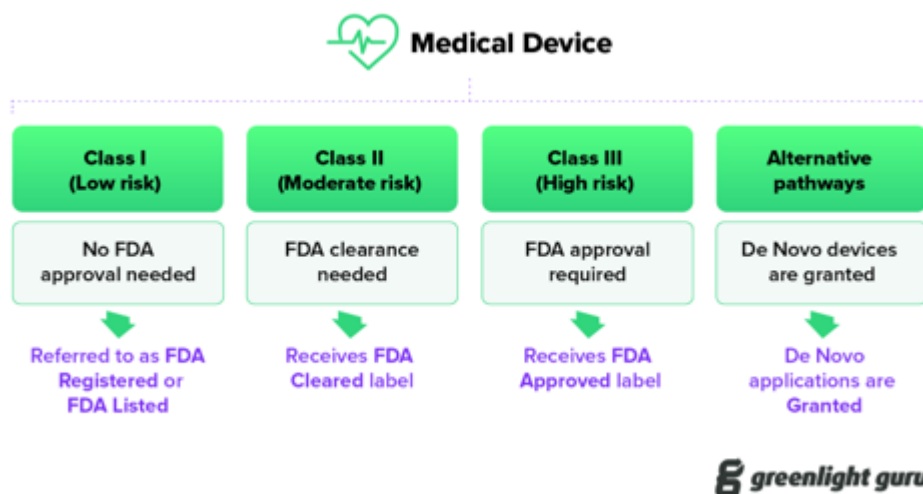 Medical Device
Class I
(Low risk)
No FDA
approval needed
Referred to as FDA
Registered or
FDA Listed
Class II
(Moderate risk)
FDA clearance
needed
Receives FDA
Cleared label
Class III
(High risk)
FDA approval
required
Receives FDA
Approved label
Alternative
pathways
De Novo devices
are granted
De Novo
applications are
Granted
greenlight guru